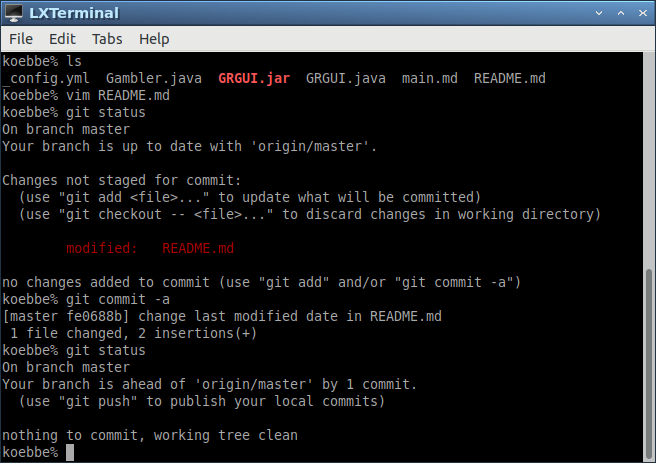 LXTerminal
File Edit Tabs Help
koebbe% ls
_config.yml  Gambler.java  GRGUI.jar  GRGUI.java  main.md  README.md
koebbe% vim README.md
koebbe% git status
On branch master
Your branch is up to date with 'origin/master'.

Changes not staged for commit:
  (use "git add <file>..." to update what will be committed)
  (use "git checkout -- <file>..." to discard changes in working directory)

        modified:   README.md

no changes added to commit (use "git add" and/or "git commit -a")
koebbe% git commit -a
[master fe0688b] change last modified date in README.md
 1 file changed, 2 insertions(+)
koebbe% git status
On branch master
Your branch is ahead of 'origin/master' by 1 commit.
  (use "git push" to publish your local commits)

nothing to commit, working tree clean
koebbe%